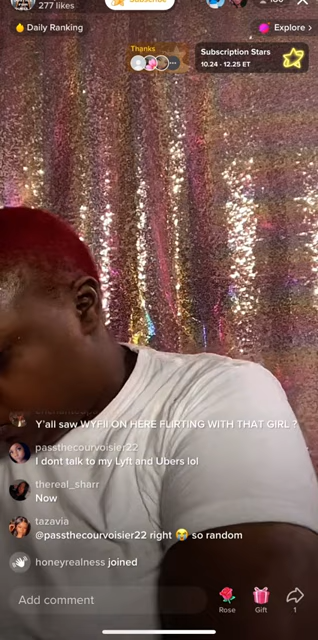 277 likes
Subscribe
Daily Ranking
Explore >
Thanks
Subscription Stars
10.24 - 12.25 ET
Y'all saw WYFII ON HERE FLIRTING WITH THAT GIRL ?
passthecourvoisier22
I dont talk to my Lyft and Ubers lol
thereal_sharr
Now
tazavia
@passthecourvoisier22 right 😭 so random
honeyrealness joined
Add comment
Rose
Gift
1